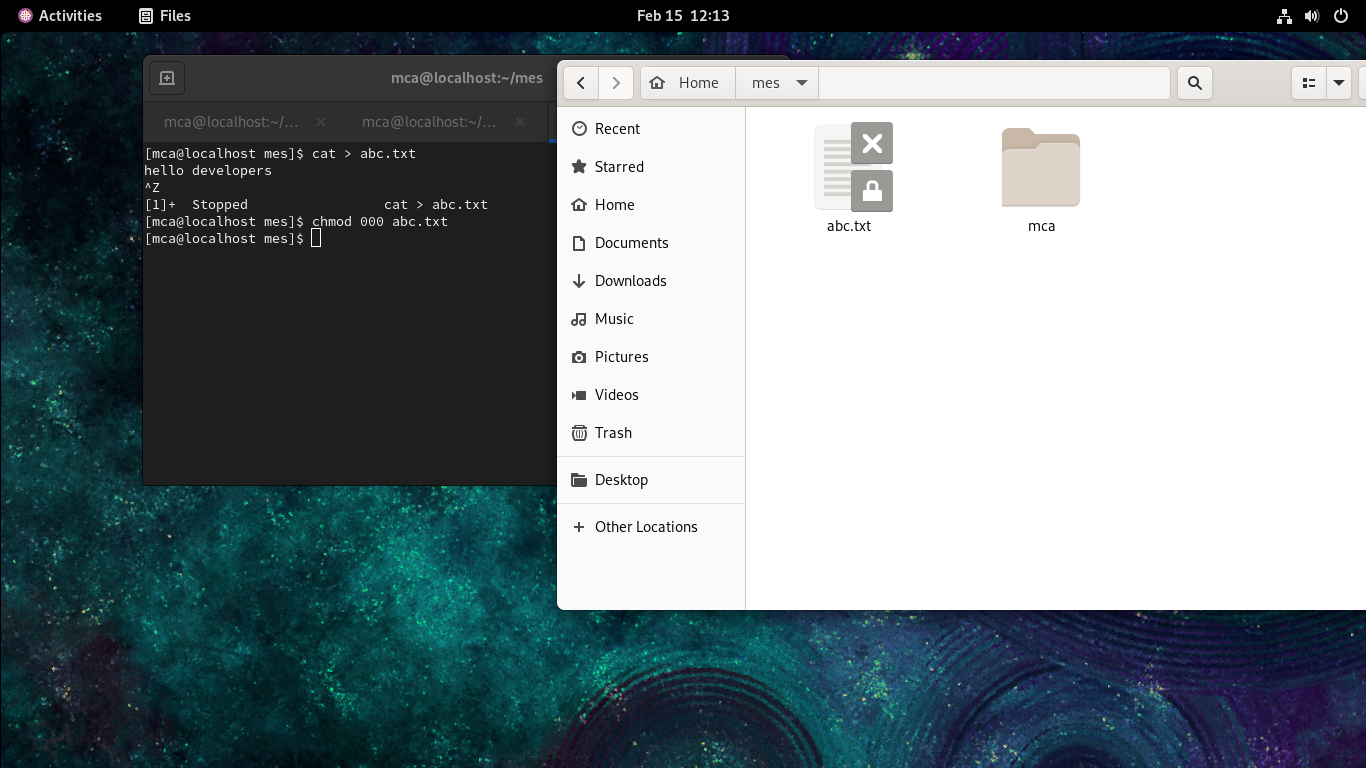 Activities Files Feb 15 12:13
mca@localhost:~/mes
mca@localhost:~/... × mca@localhost:~/... ×
[mca@localhost mes]$ cat > abc.txt
hello developers
^Z
[1]+  Stopped                 cat > abc.txt
[mca@localhost mes]$ chmod 000 abc.txt
[mca@localhost mes]$
Home mes
Recent
Starred
Home
Documents
Downloads
Music
Pictures
Videos
Trash
Desktop
Other Locations
abc.txt mca